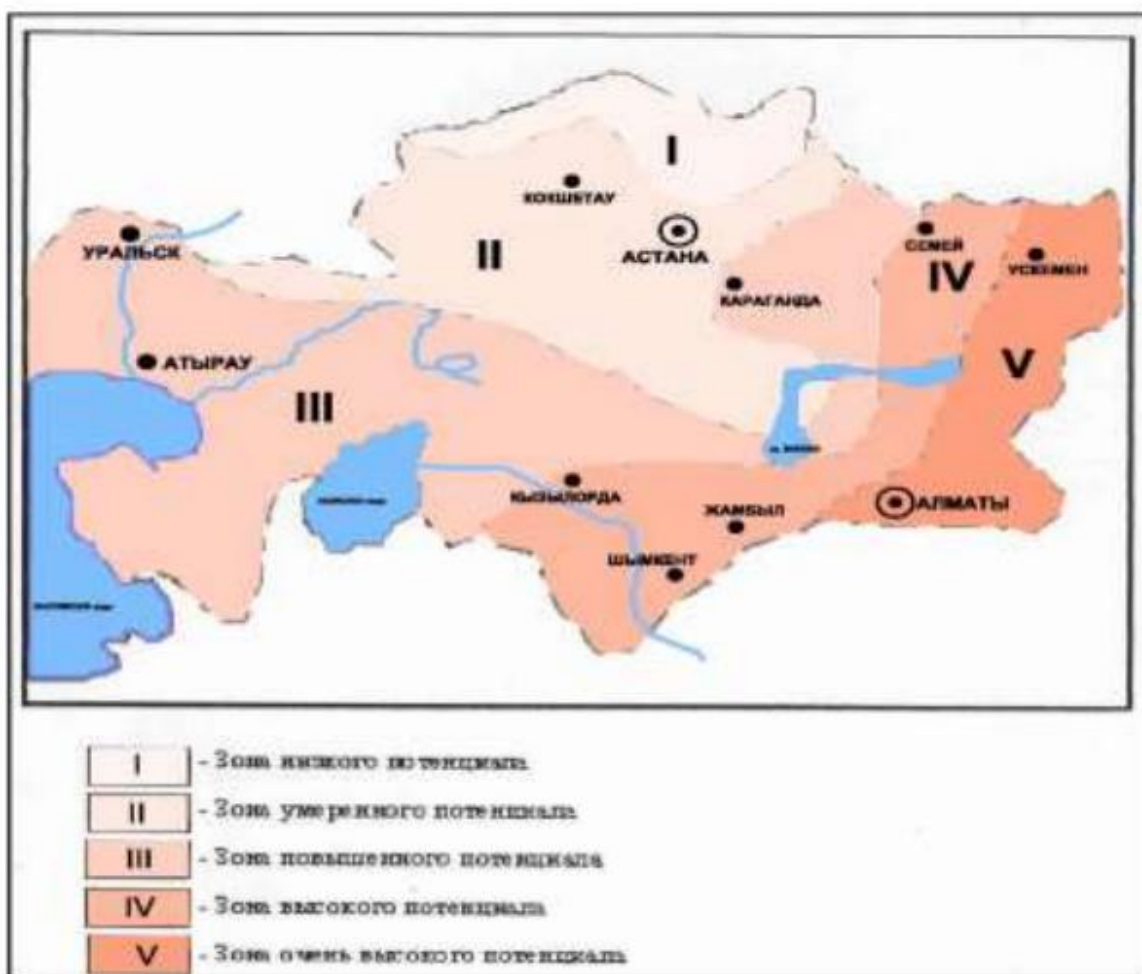 I
КОКШЕТАУ
АСТАНА
II
УРАЛЬСК
СЕМЕЙ
IV
УСКЕМЕН
КАРАГАНДА
АТЫРАУ
V
III
КЫЗЫЛОРДА
ЖАМБЫЛ
АЛМАТЫ
ШЫМКЕНТ
I - Зона низкого потенциала
II - Зона умеренного потенциала
III - Зона повышенного потенциала
IV - Зона высокого потенциала
V - Зона очень высокого потенциала